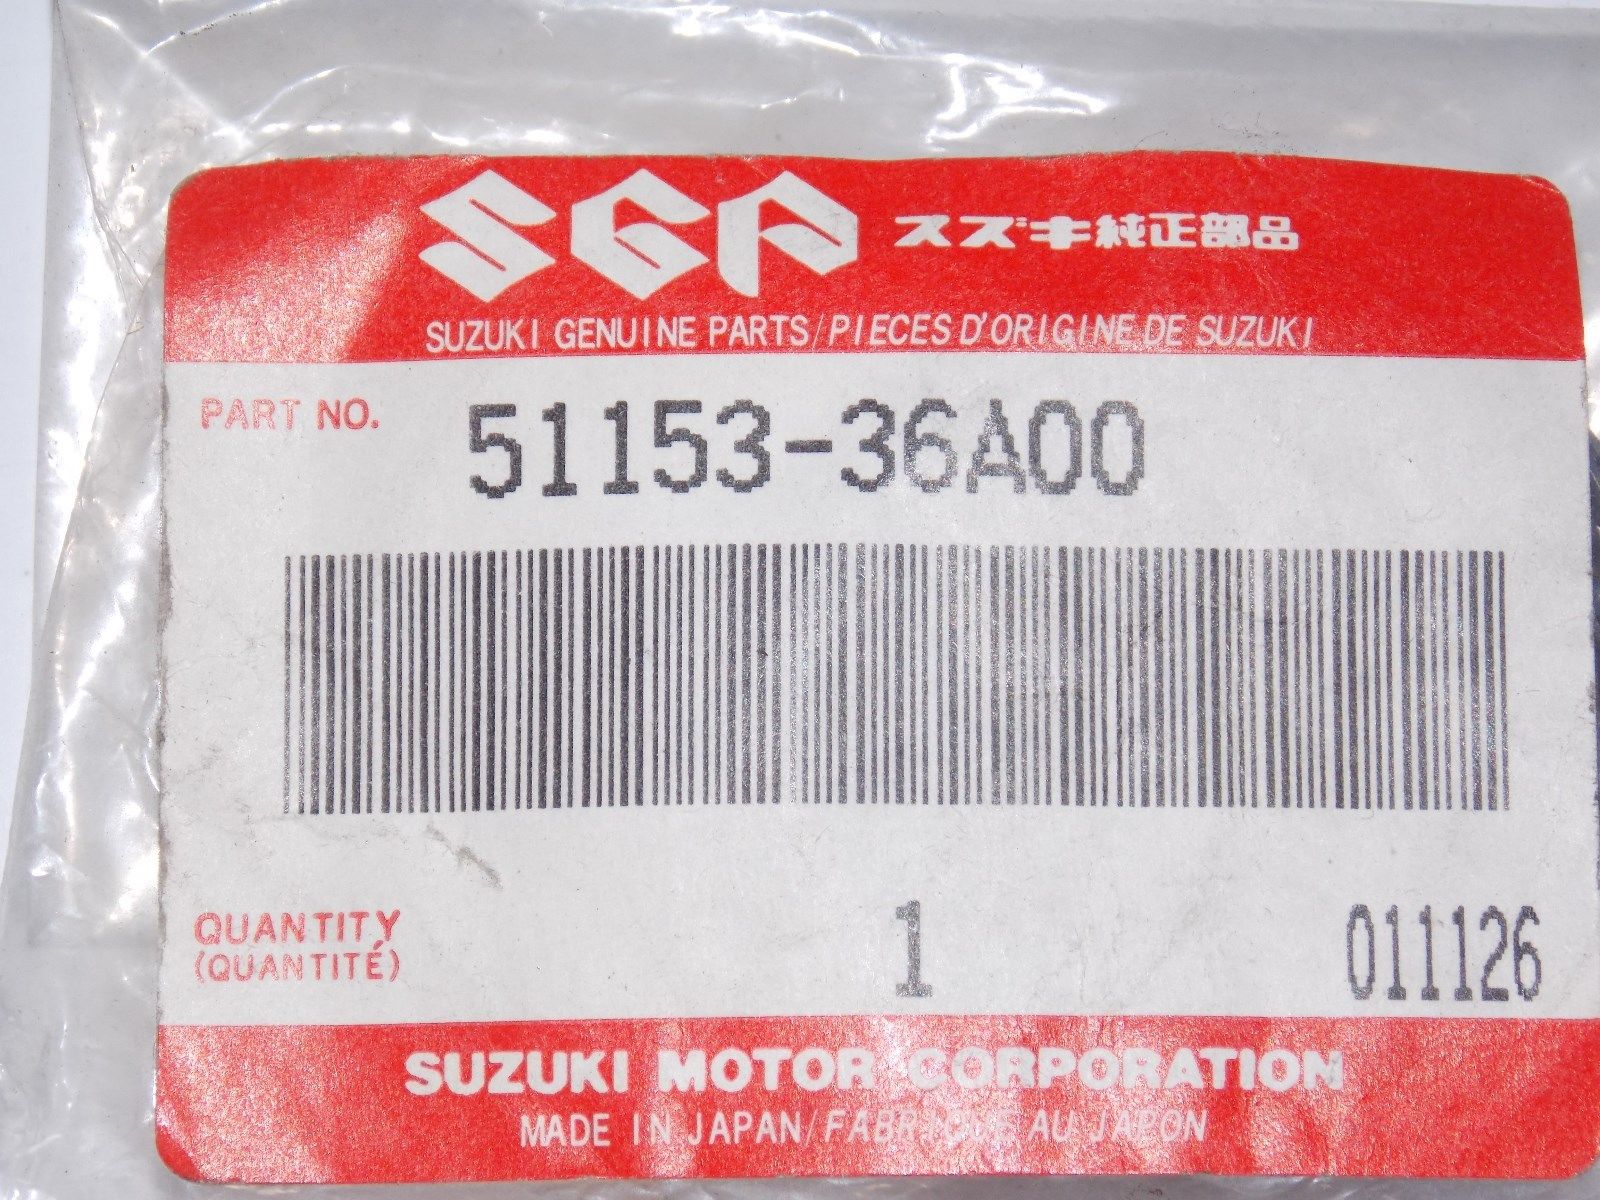 SGP スズキ純正部品
SUZUKI GENUINE PARTS/PIECES D'ORIGINE DE SUZUKI
PART NO. 51153-36A00
QUANTITY
(QUANTITÉ) 1 011126
SUZUKI MOTOR CORPORATION
MADE IN JAPAN/FABRIQUE AU JAPON